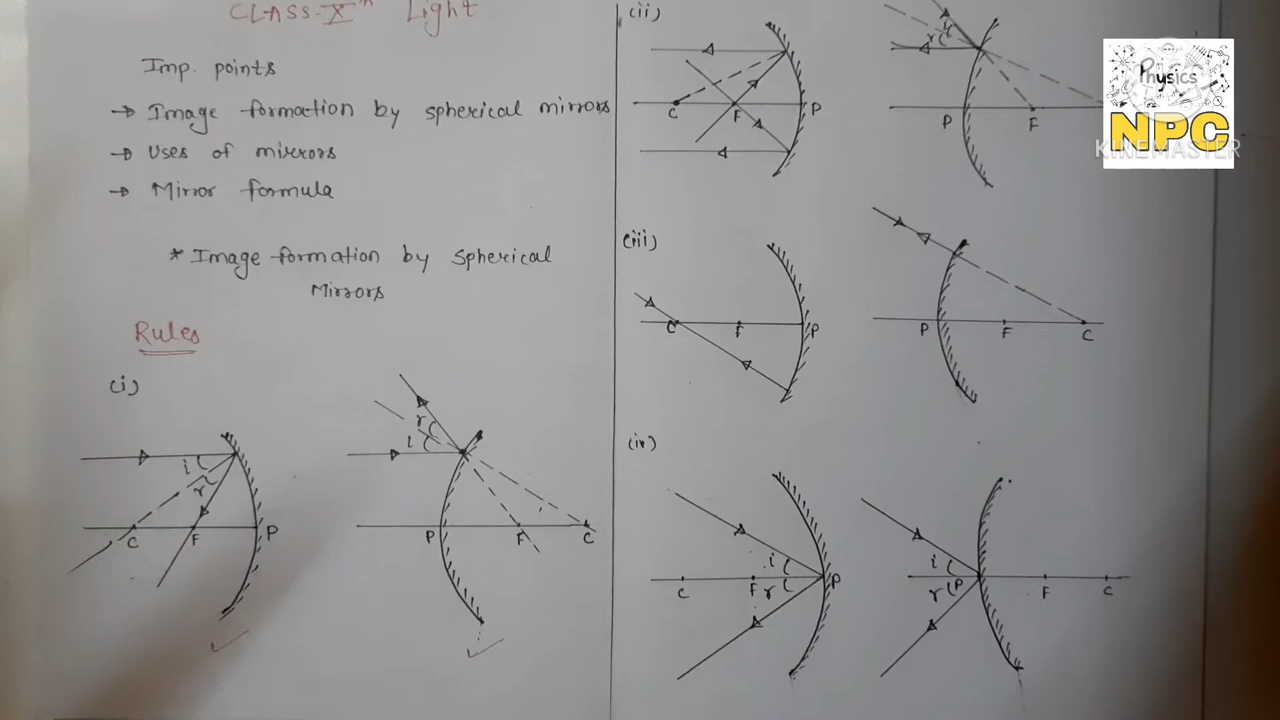 CLASS-Xth Light
Imp. points
→ Image formation by spherical mirrors
→ Uses of mirrors
→ Mirror formula
* Image formation by Spherical
Mirrors
Rules
(i)
i
r
C F P
r
i
P F C
(ii)
C F P
r i
P F
(iii)
C F P
P F C
(iv)
i
C F r P
i
r P F C
Physics
NPC
KINEMASTER